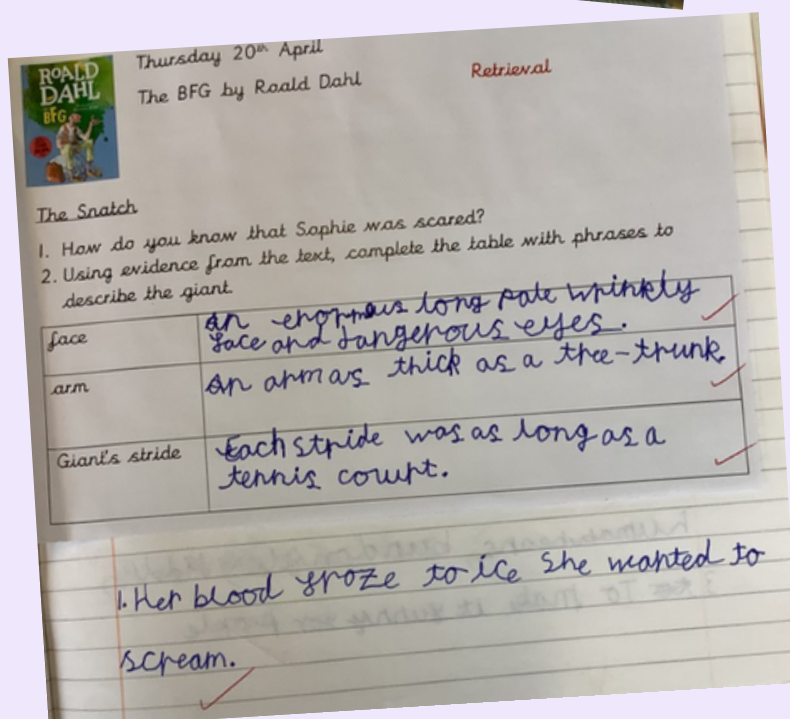 ROALD
DAHL
BFG
Thursday 20th April
The BFG by Roald Dahl
Retrieval
The Snatch
1. How do you know that Sophie was scared?
2. Using evidence from the text, complete the table with phrases to
describe the giant.
face
an enormous long pale wrinkly
face and dangerous eyes.
arm
An arm as thick as a tree-trunk.
Giant's stride
Each stride was as long as a
tennis court.
1. Her blood froze to ice She wanted to
scream.